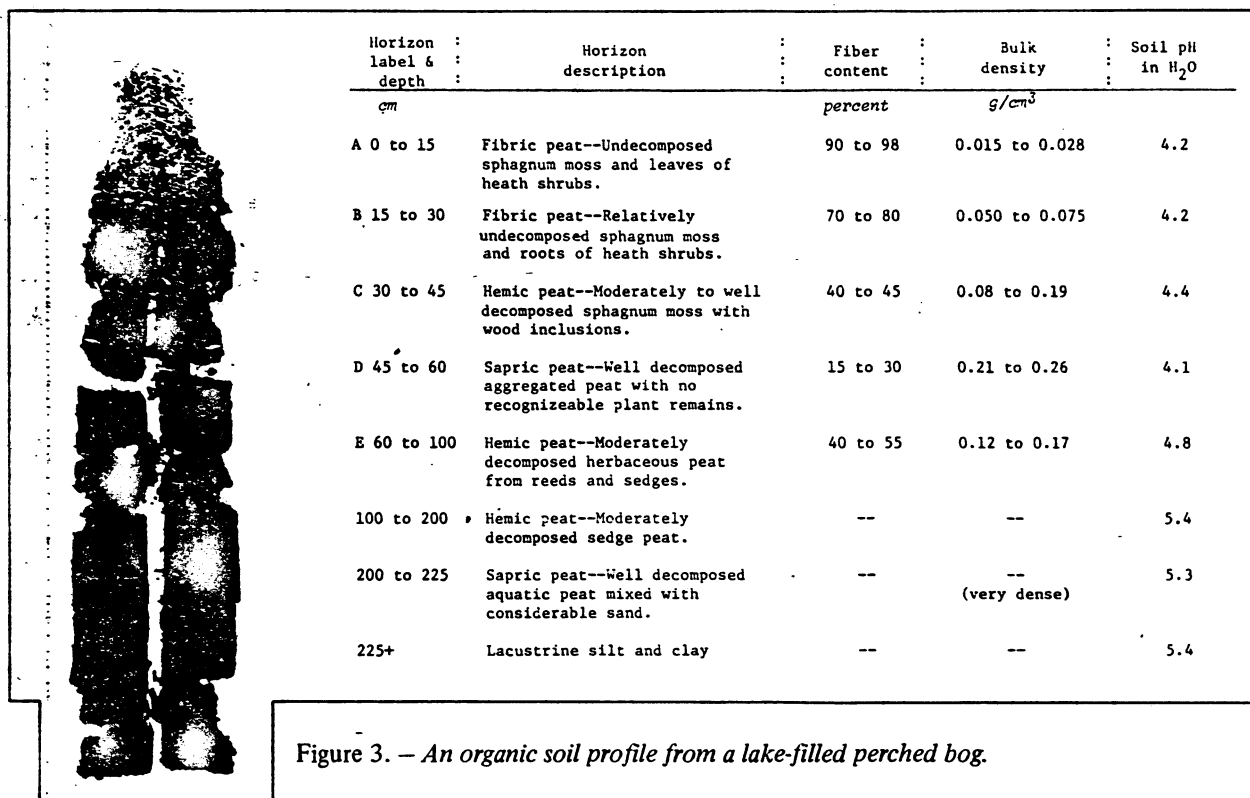 Horizon : Horizon : Fiber : Bulk : Soil pH
label & : description : content : density : in H2O
depth :
cm percent g/cm3
A 0 to 15 Fibric peat--Undecomposed 90 to 98 0.015 to 0.028 4.2
sphagnum moss and leaves of
heath shrubs.
B 15 to 30 Fibric peat--Relatively 70 to 80 0.050 to 0.075 4.2
undecomposed sphagnum moss
and roots of heath shrubs.
C 30 to 45 Hemic peat--Moderately to well 40 to 45 0.08 to 0.19 4.4
decomposed sphagnum moss with
wood inclusions.
D 45 to 60 Sapric peat--Well decomposed 15 to 30 0.21 to 0.26 4.1
aggregated peat with no
recognizeable plant remains.
E 60 to 100 Hemic peat--Moderately 40 to 55 0.12 to 0.17 4.8
decomposed herbaceous peat
from reeds and sedges.
100 to 200 Hemic peat--Moderately -- -- 5.4
decomposed sedge peat.
200 to 225 Sapric peat--Well decomposed -- -- 5.3
aquatic peat mixed with (very dense)
considerable sand.
225+ Lacustrine silt and clay -- -- 5.4
Figure 3. – An organic soil profile from a lake-filled perched bog.